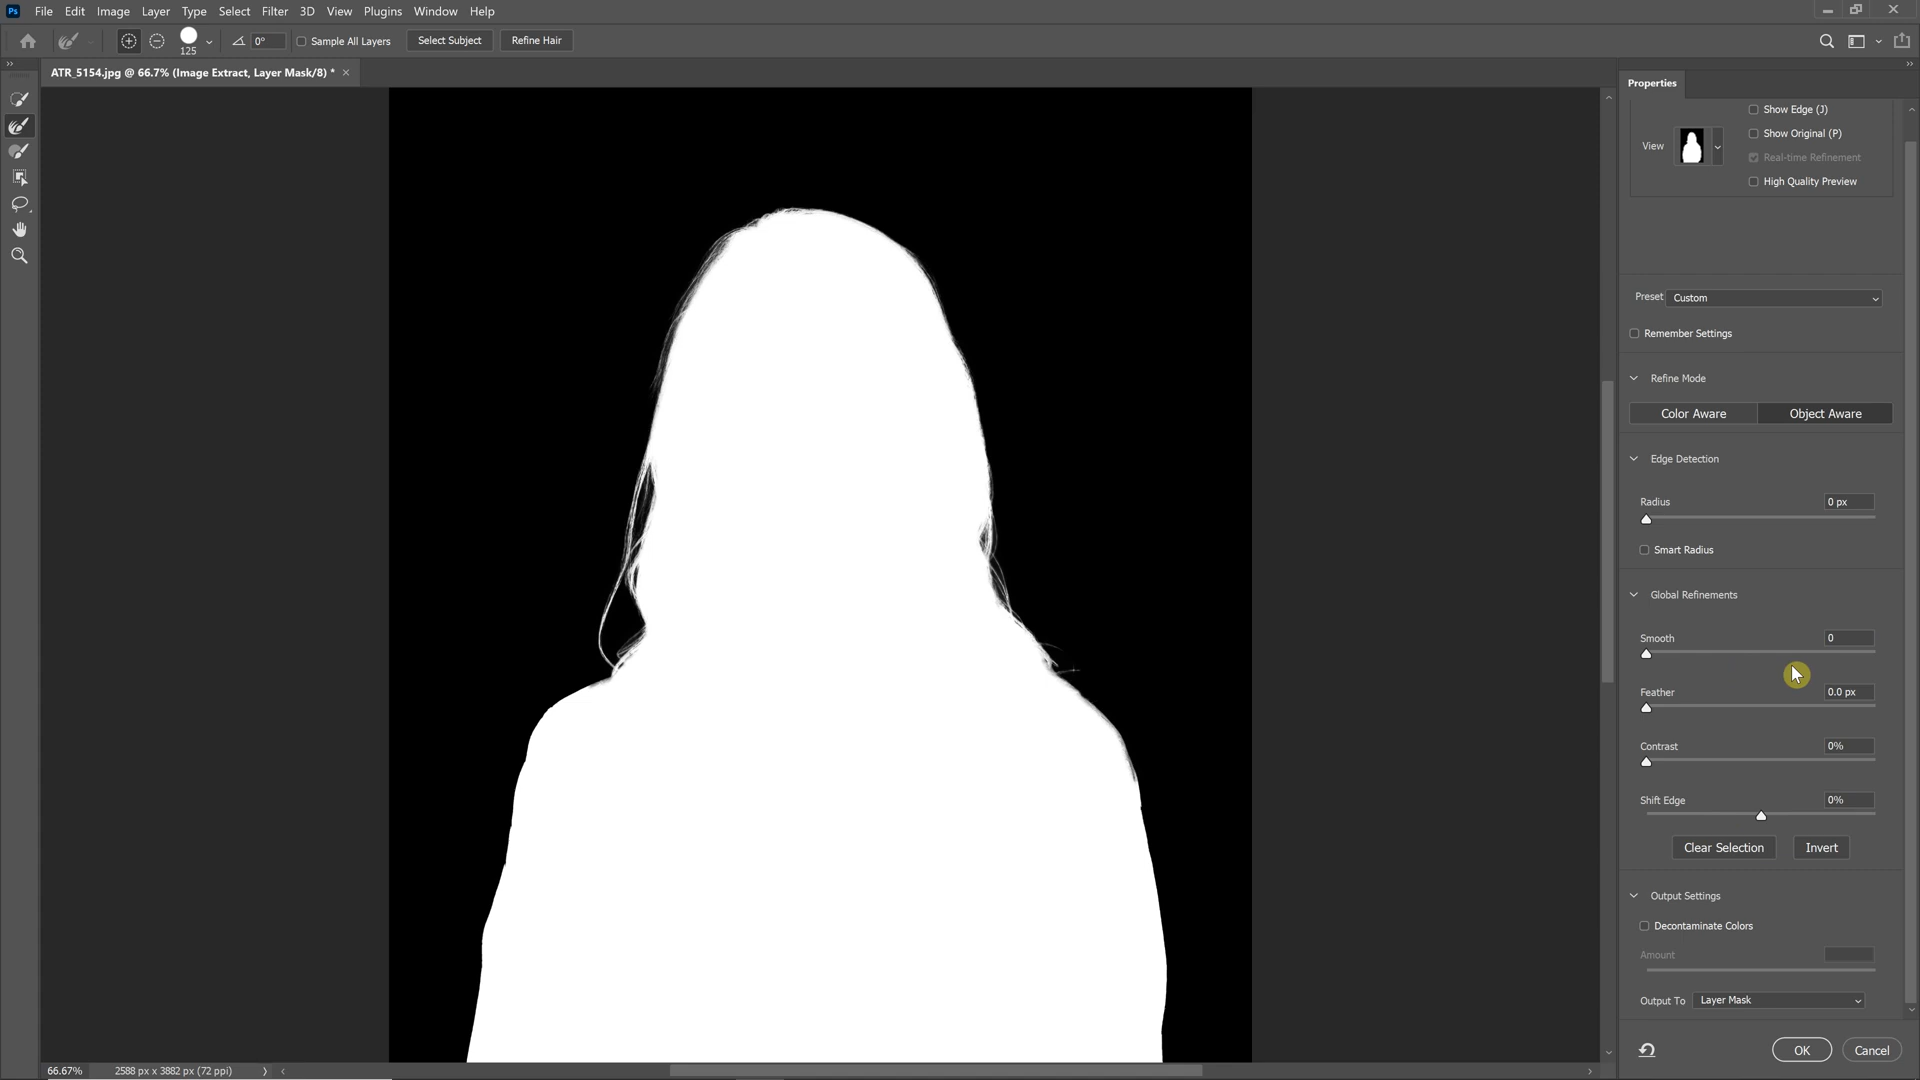 Ps File Edit Image Layer Type Select Filter 3D View Plugins Window Help
125 0° Sample All Layers Select Subject Refine Hair
ATR_5154.jpg @ 66.7% (Image Extract, Layer Mask/8) * ×
Properties
Show Edge (J)
View
Show Original (P)
Real-time Refinement
High Quality Preview
Preset Custom
Remember Settings
Refine Mode
Color Aware Object Aware
Edge Detection
Radius 0 px
Smart Radius
Global Refinements
Smooth 0
Feather 0.0 px
Contrast 0%
Shift Edge 0%
Clear Selection Invert
Output Settings
Decontaminate Colors
Amount
Output To Layer Mask
OK Cancel
66.67% 2588 px x 3882 px (72 ppi)